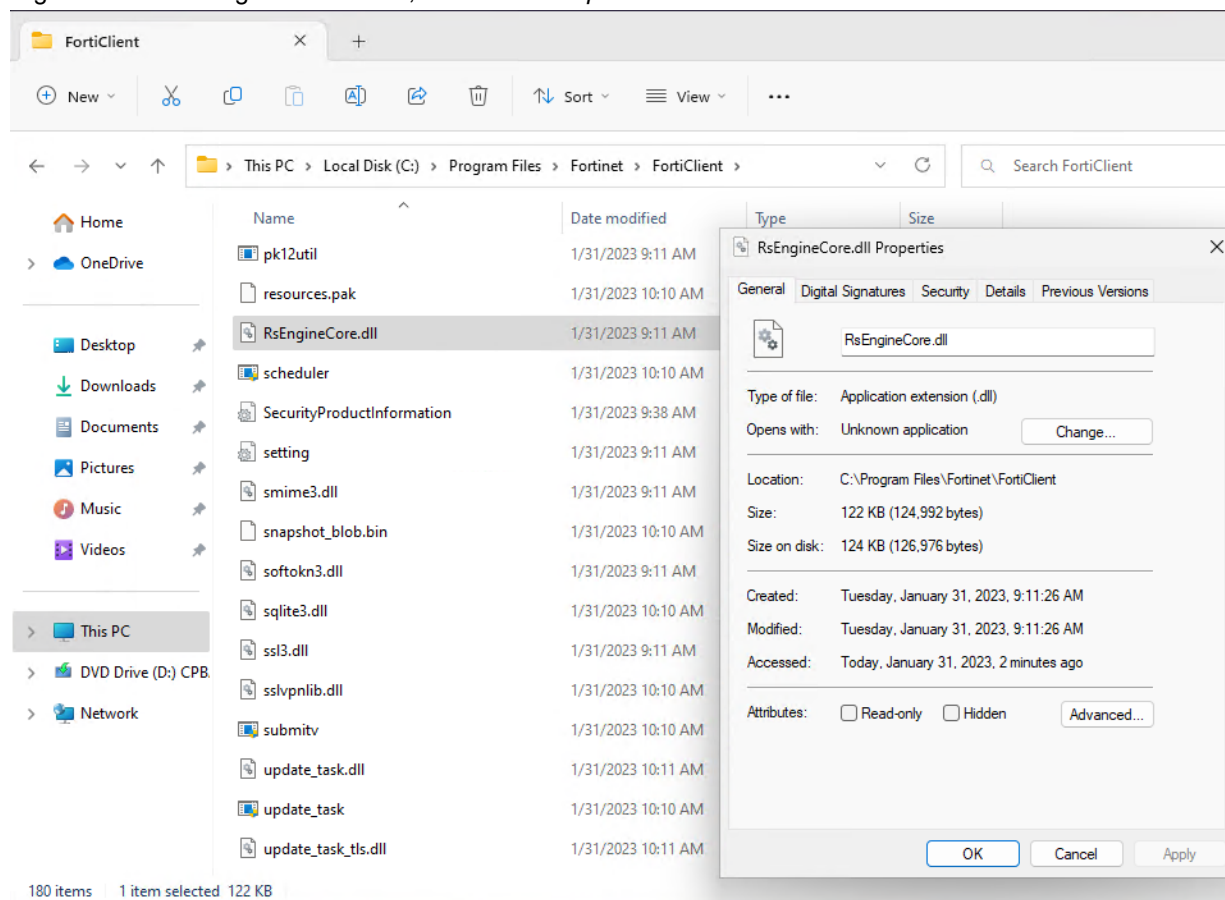 FortiClient
New
Sort
View
This PC > Local Disk (C:) > Program Files > Fortinet > FortiClient >
Search FortiClient
Home
OneDrive
Desktop
Downloads
Documents
Pictures
Music
Videos
This PC
DVD Drive (D:) CPB
Network
Name Date modified Type Size
pk12util 1/31/2023 9:11 AM
resources.pak 1/31/2023 10:10 AM
RsEngineCore.dll 1/31/2023 9:11 AM
scheduler 1/31/2023 10:10 AM
SecurityProductInformation 1/31/2023 9:38 AM
setting 1/31/2023 9:11 AM
smime3.dll 1/31/2023 9:11 AM
snapshot_blob.bin 1/31/2023 10:10 AM
softokn3.dll 1/31/2023 9:11 AM
sqlite3.dll 1/31/2023 10:10 AM
ssl3.dll 1/31/2023 9:11 AM
sslvpnlib.dll 1/31/2023 10:10 AM
submitv 1/31/2023 10:10 AM
update_task.dll 1/31/2023 10:11 AM
update_task 1/31/2023 10:10 AM
update_task_tls.dll 1/31/2023 10:11 AM
RsEngineCore.dll Properties
General Digital Signatures Security Details Previous Versions
RsEngineCore.dll
Type of file: Application extension (.dll)
Opens with: Unknown application Change...
Location: C:\Program Files\Fortinet\FortiClient
Size: 122 KB (124,992 bytes)
Size on disk: 124 KB (126,976 bytes)
Created: Tuesday, January 31, 2023, 9:11:26 AM
Modified: Tuesday, January 31, 2023, 9:11:26 AM
Accessed: Today, January 31, 2023, 2 minutes ago
Attributes: Read-only Hidden Advanced...
OK Cancel Apply
180 items 1 item selected 122 KB